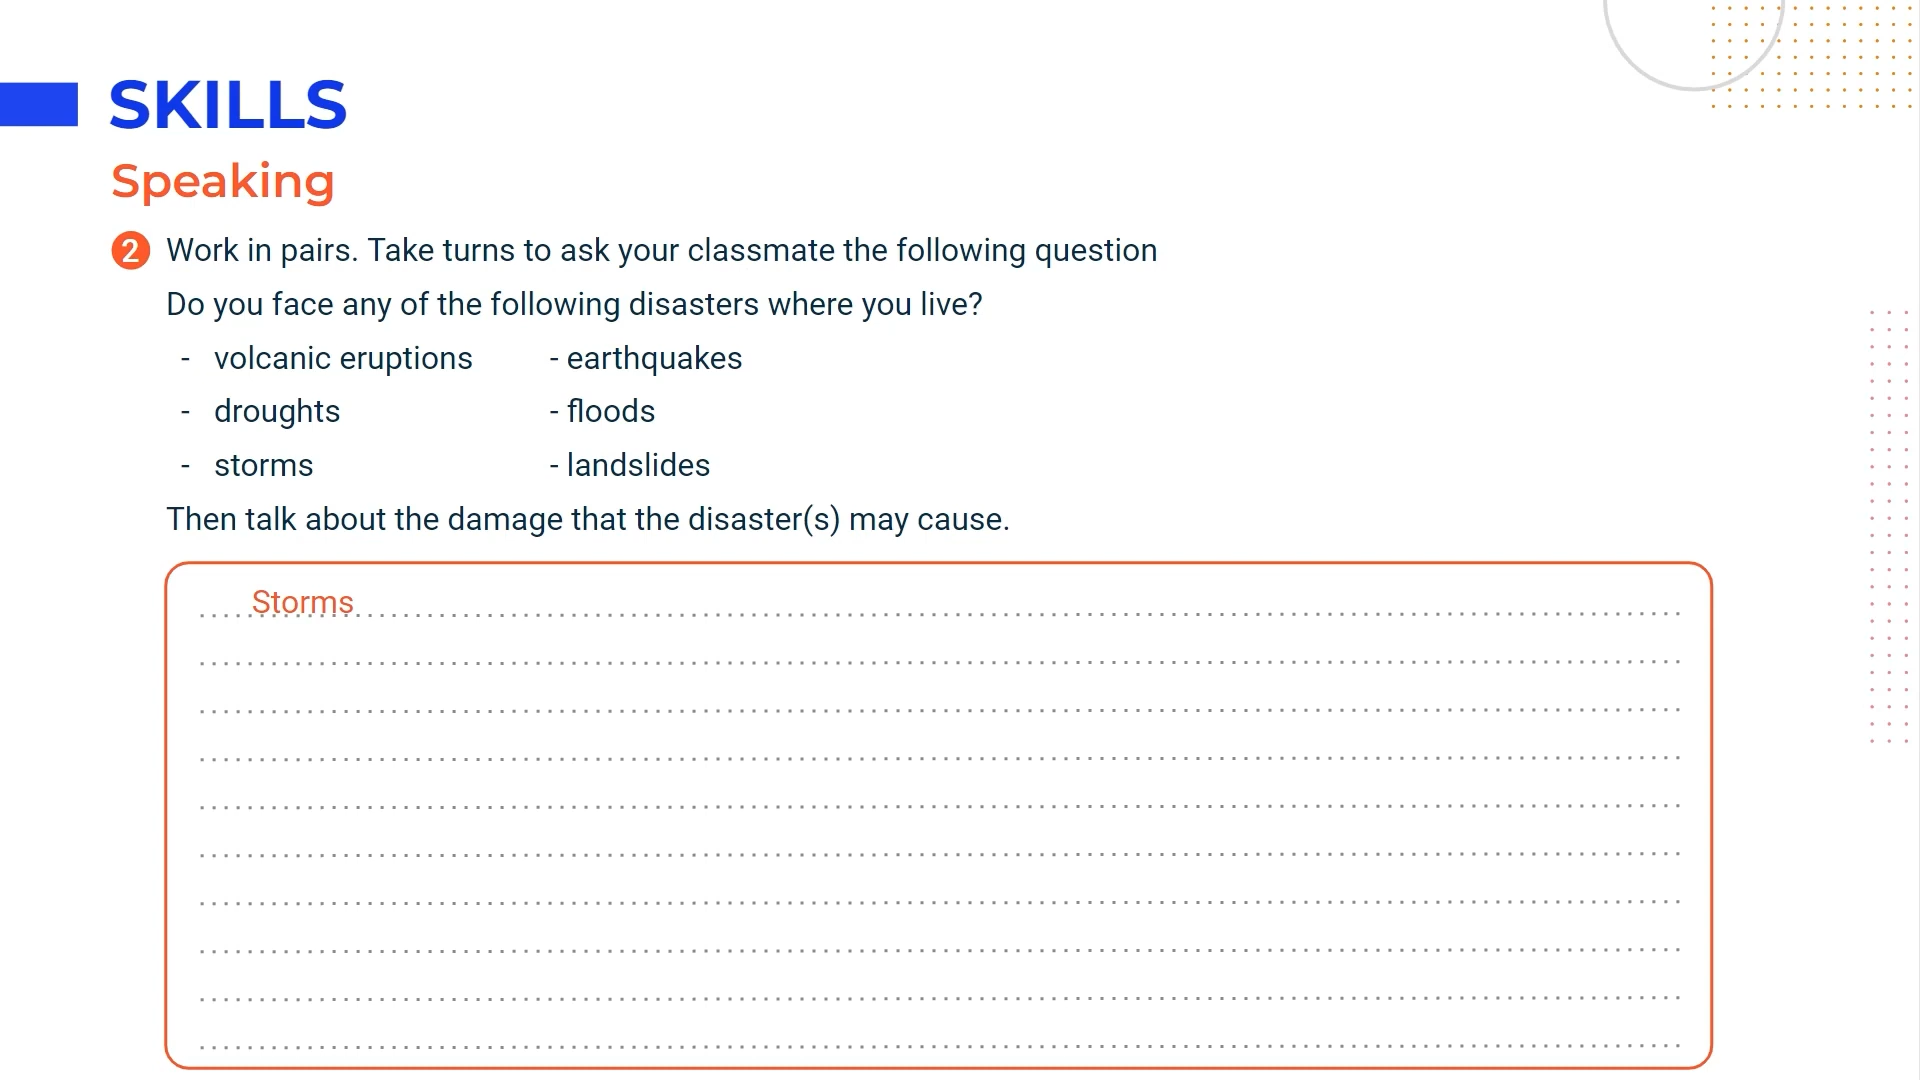 SKILLS
Speaking
2 Work in pairs. Take turns to ask your classmate the following question
Do you face any of the following disasters where you live?
- volcanic eruptions - earthquakes
- droughts - floods
- storms - landslides
Then talk about the damage that the disaster(s) may cause.
Storms